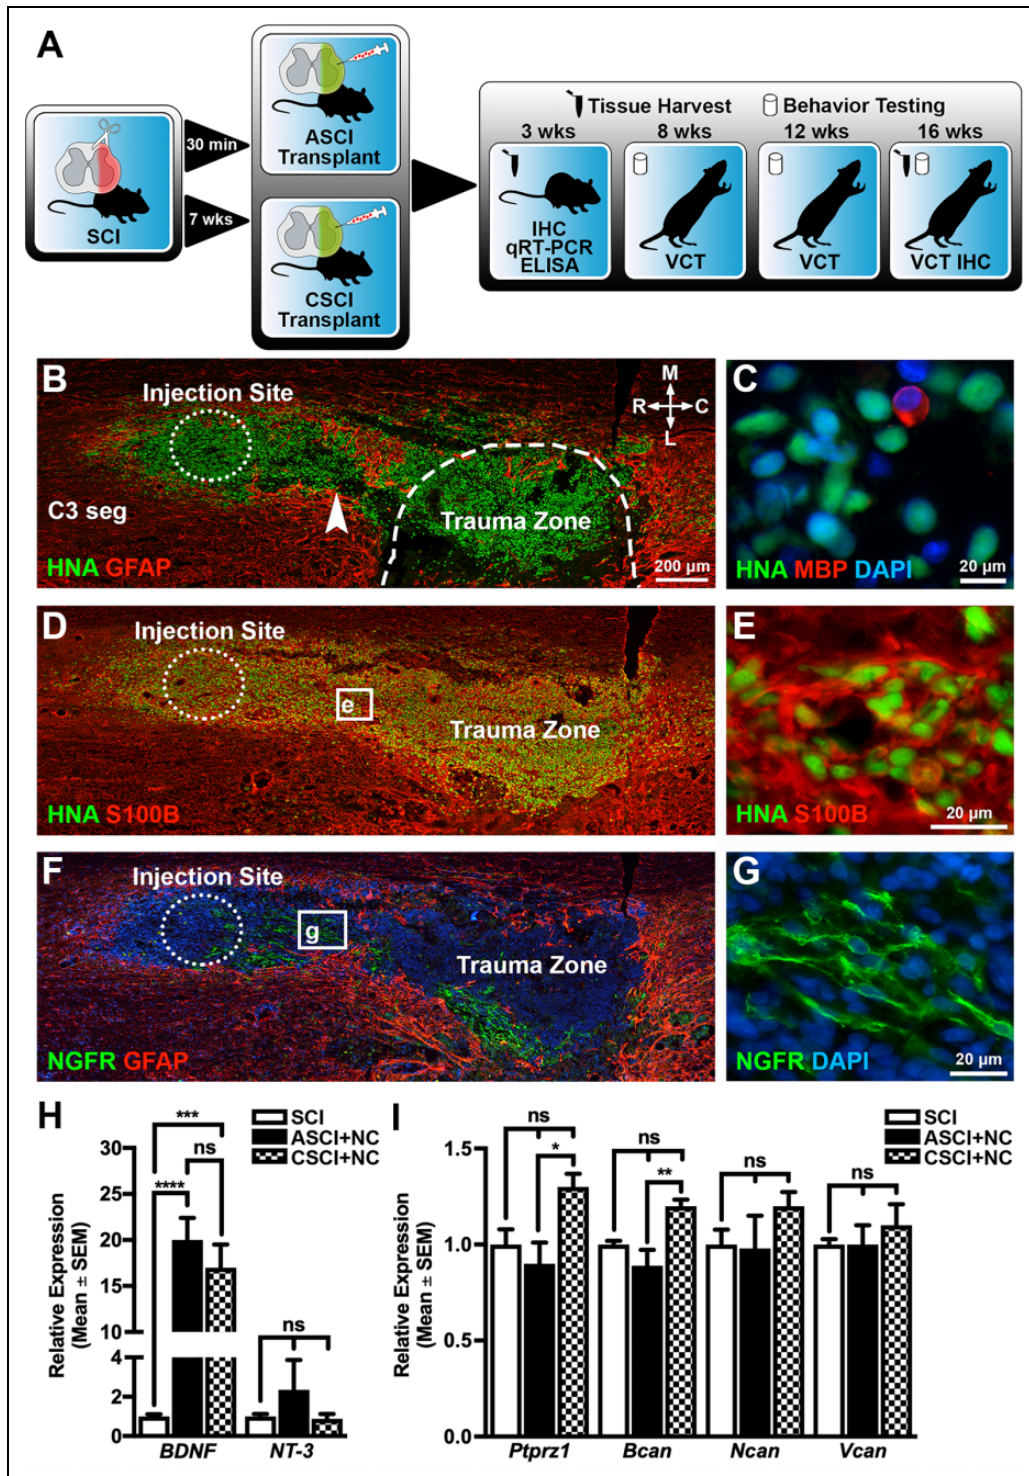 A
Tissue Harvest Behavior Testing
3 wks 8 wks 12 wks 16 wks
30 min
7 wks
SCI
ASCI
Transplant
CSCI
Transplant
IHC
qRT-PCR
ELISA
VCT
VCT
VCT IHC
B
Injection Site
M
R C
L
C3 seg
Trauma Zone
HNA GFAP
200 µm
C
HNA MBP DAPI
20 µm
D
Injection Site
e
Trauma Zone
HNA S100B
E
HNA S100B
20 µm
F
Injection Site
g
Trauma Zone
NGFR GFAP
G
NGFR DAPI
20 µm
H
SCI
ASCI+NC
CSCI+NC
***
ns
****
ns
Relative Expression
(Mean ± SEM)
30
25
20
15
10
4
2
0
BDNF NT-3
I
SCI
ASCI+NC
CSCI+NC
ns
*
ns
**
ns
ns
Relative Expression
(Mean ± SEM)
1.5
1.0
0.5
0.0
Ptprz1 Bcan Ncan Vcan